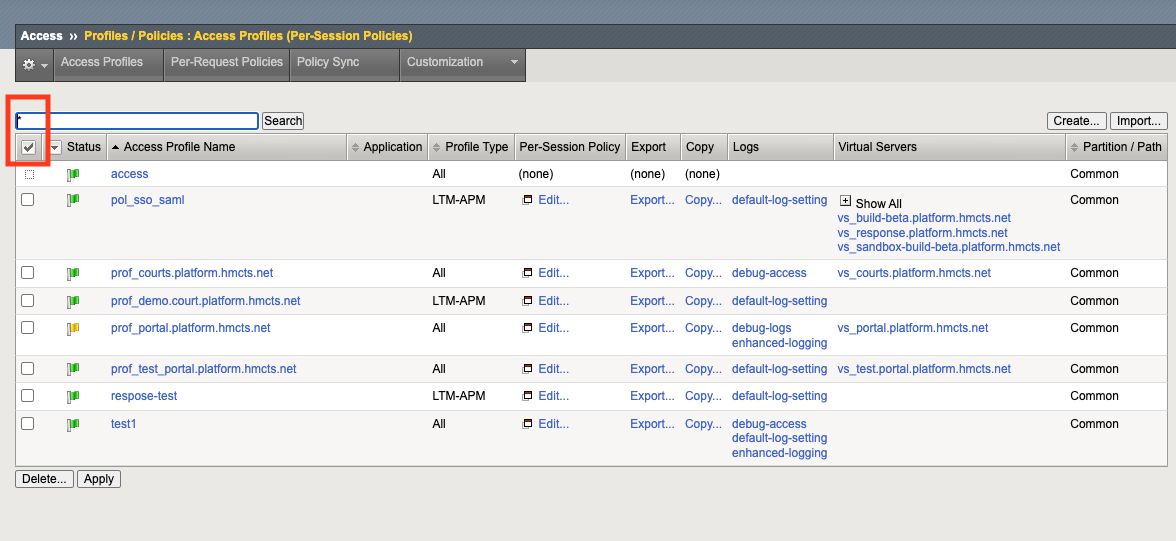 Access ›› Profiles / Policies : Access Profiles (Per-Session Policies)
Access Profiles Per-Request Policies Policy Sync Customization
* Search Create... Import...
Status Access Profile Name Application Profile Type Per-Session Policy Export Copy Logs Virtual Servers Partition / Path
access All (none) (none) (none) Common
pol_sso_saml LTM-APM Edit... Export... Copy... default-log-setting Show All Common
vs_build-beta.platform.hmcts.net
vs_response.platform.hmcts.net
vs_sandbox-build-beta.platform.hmcts.net
prof_courts.platform.hmcts.net All Edit... Export... Copy... debug-access vs_courts.platform.hmcts.net Common
prof_demo.court.platform.hmcts.net LTM-APM Edit... Export... Copy... default-log-setting Common
prof_portal.platform.hmcts.net All Edit... Export... Copy... debug-logs vs_portal.platform.hmcts.net Common
enhanced-logging
prof_test_portal.platform.hmcts.net All Edit... Export... Copy... default-log-setting vs_test.portal.platform.hmcts.net Common
respose-test LTM-APM Edit... Export... Copy... default-log-setting Common
test1 All Edit... Export... Copy... debug-access Common
default-log-setting
enhanced-logging
Delete... Apply